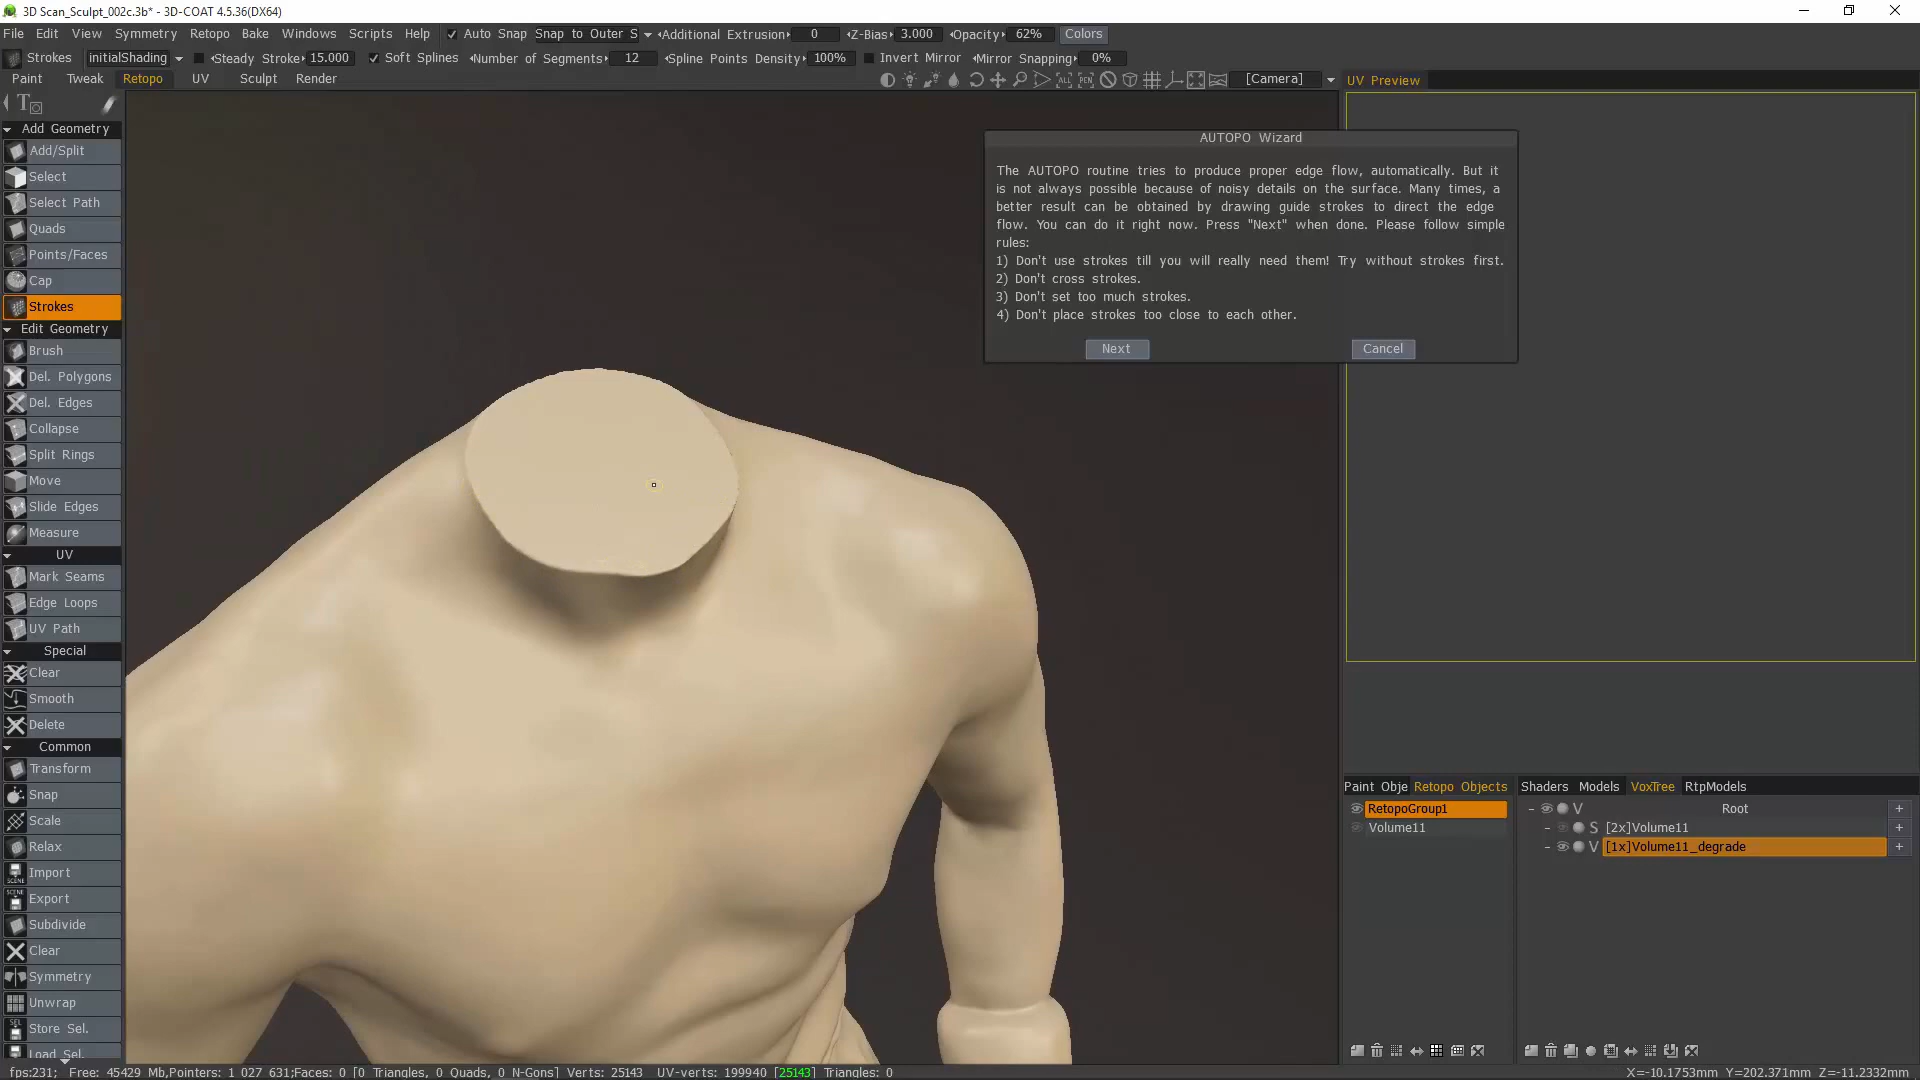 3D Scan_Sculpt_002c.3b* - 3D-COAT 4.5.36(DX64)
File Edit View Symmetry Retopo Bake Windows Scripts Help Auto Snap Snap to Outer S Additional Extrusion 0 Z-Bias 3.000 Opacity 62% Colors
Strokes initialShading Steady Stroke 15.000 Soft Splines Number of Segments 12 Spline Points Density 100% Invert Mirror Mirror Snapping 0%
Paint Tweak Retopo UV Sculpt Render ALL PEN [Camera] UV Preview
Add Geometry
Add/Split
Select
Select Path
Quads
Points/Faces
Cap
Strokes
Edit Geometry
Brush
Del. Polygons
Del. Edges
Collapse
Split Rings
Move
Slide Edges
Measure
UV
Mark Seams
Edge Loops
UV Path
Special
Clear
Smooth
Delete
Common
Transform
Snap
Scale
Relax
Import
Export
Subdivide
Clear
Symmetry
Unwrap
Store Sel.
Load Sel.
AUTOPO Wizard
The AUTOPO routine tries to produce proper edge flow, automatically. But it
is not always possible because of noisy details on the surface. Many times, a
better result can be obtained by drawing guide strokes to direct the edge
flow. You can do it right now. Press "Next" when done. Please follow simple
rules:
1) Don't use strokes till you will really need them! Try without strokes first.
2) Don't cross strokes.
3) Don't set too much strokes.
4) Don't place strokes too close to each other.
Next Cancel
Paint Obje Retopo Objects Shaders Models VoxTree RtpModels
RetopoGroup1
Volume11
V Root +
S [2x]Volume11 +
V [1x]Volume11_degrade +
fps:231; Free: 45429 Mb,Pointers: 1 027 631;Faces: 0 [0 Triangles, 0 Quads, 0 N-Gons] Verts: 25143 UV-verts: 199940 [25143] Triangles: 0 X=-10.1753mm Y=202.371mm Z=-11.2332mm